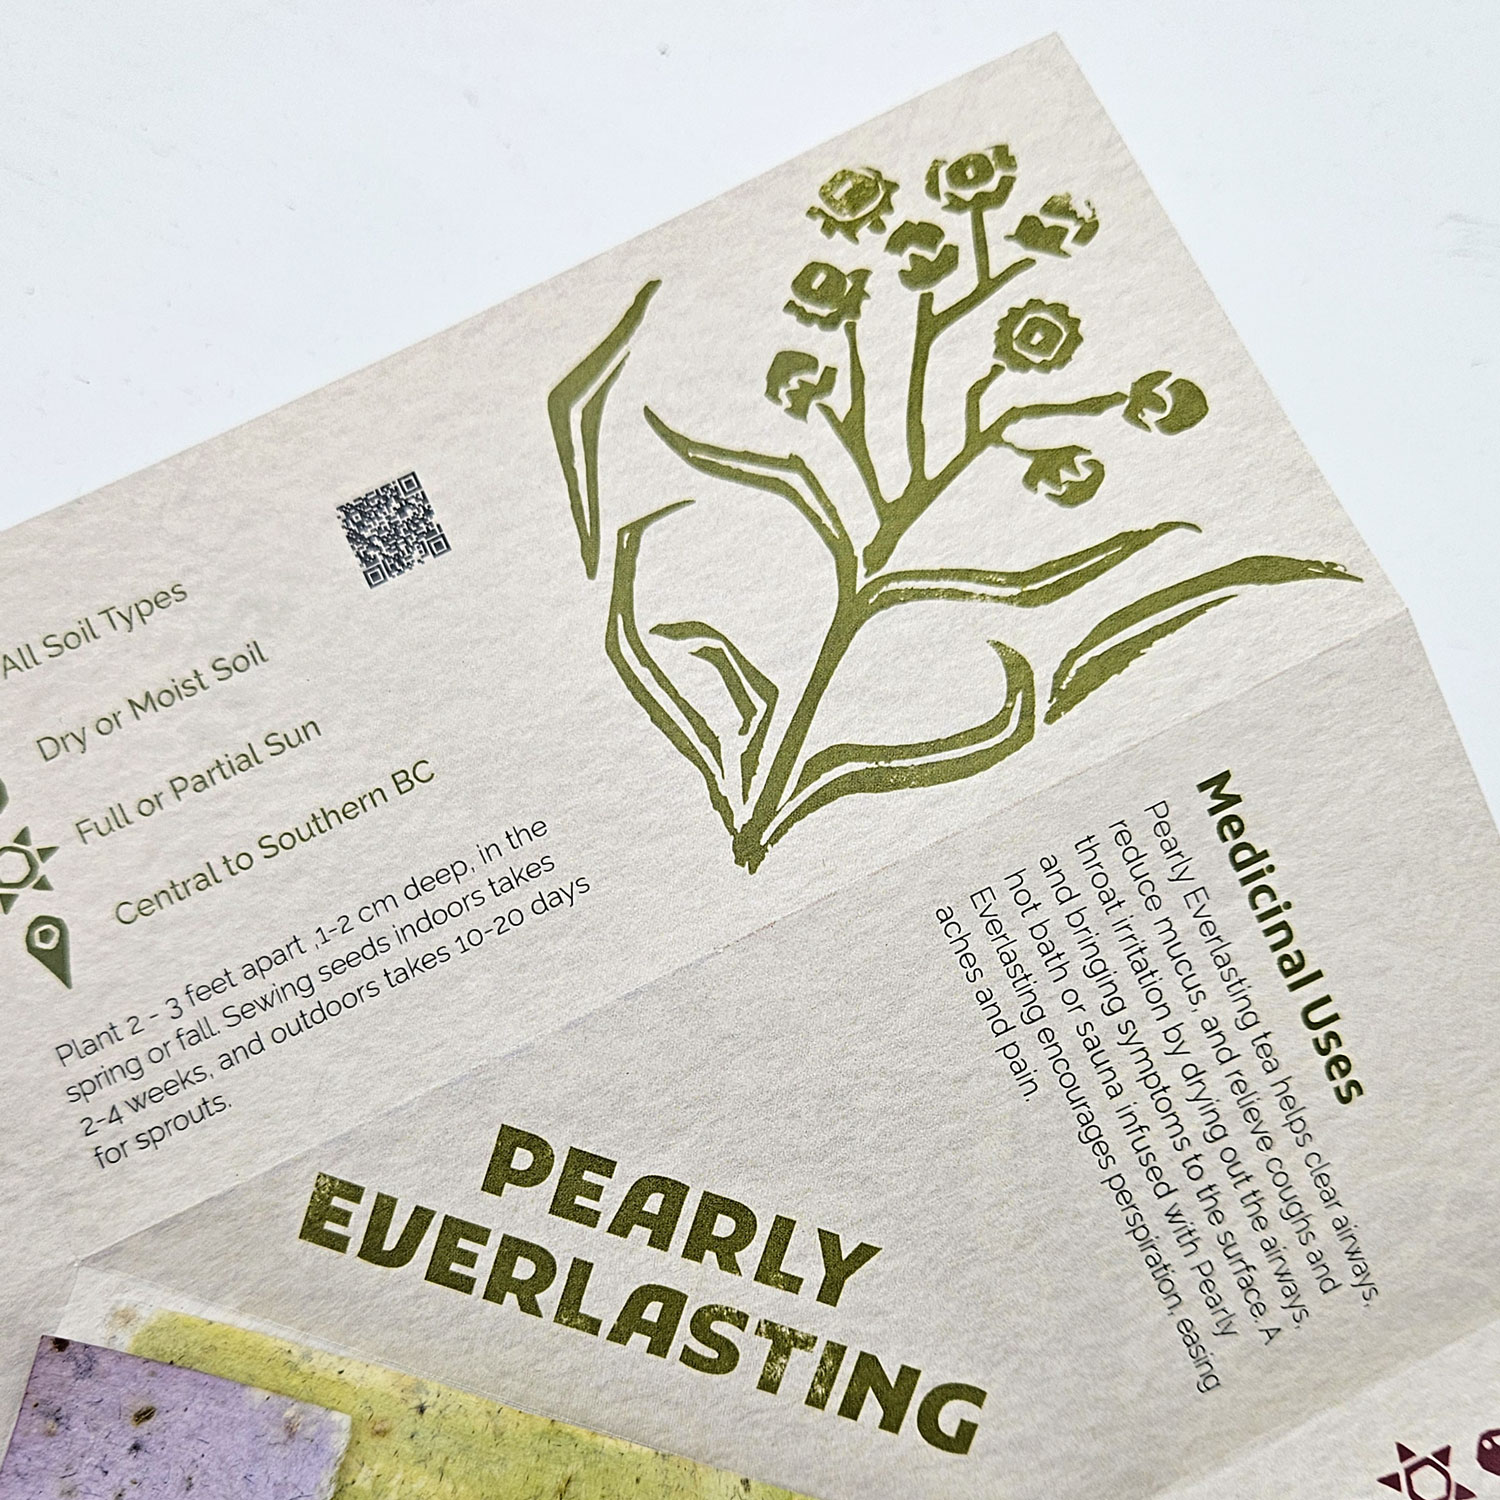 All Soil Types
Dry or Moist Soil
Full or Partial Sun
Central to Southern BC
Plant 2 - 3 feet apart ,1-2 cm deep, in the
spring or fall. Sewing seeds indoors takes
2-4 weeks, and outdoors takes 10-20 days
for sprouts.
PEARLY
EVERLASTING
Medicinal Uses
Pearly Everlasting tea helps clear airways,
reduce mucus, and relieve coughs and
throat irritation by drying out the airways,
and bringing symptoms to the surface. A
hot bath or sauna infused with Pearly
Everlasting encourages perspiration, easing
aches and pain.